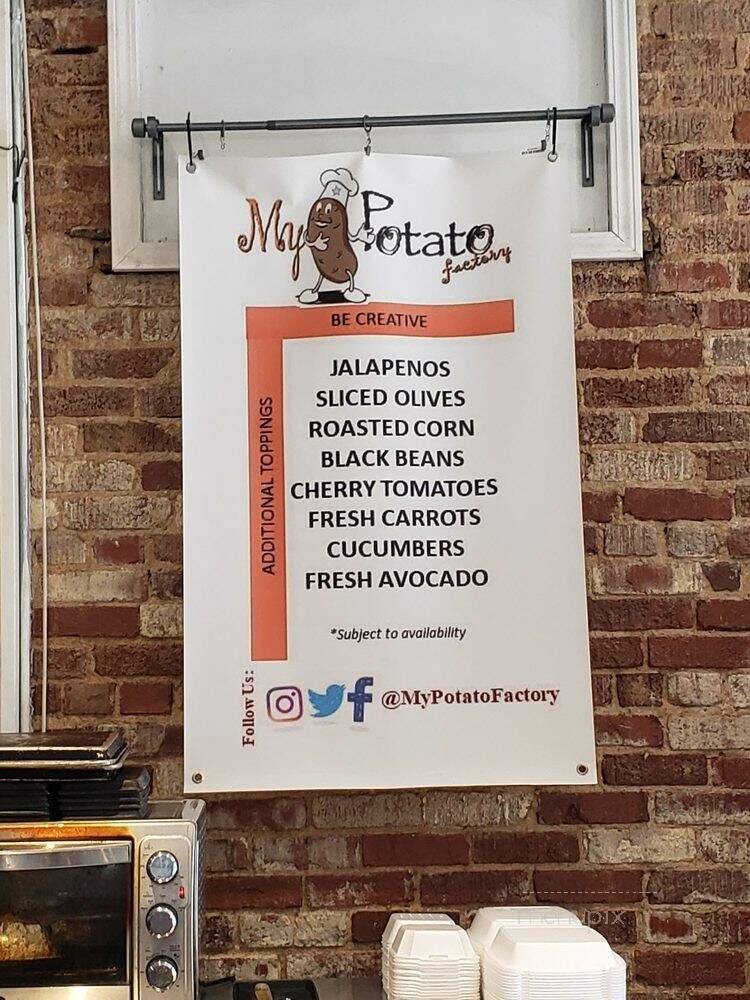 My Potato
factory
BE CREATIVE
ADDITIONAL TOPPINGS
JALAPENOS
SLICED OLIVES
ROASTED CORN
BLACK BEANS
CHERRY TOMATOES
FRESH CARROTS
CUCUMBERS
FRESH AVOCADO
*Subject to availability
Follow Us:
@MyPotatoFactory
menupix